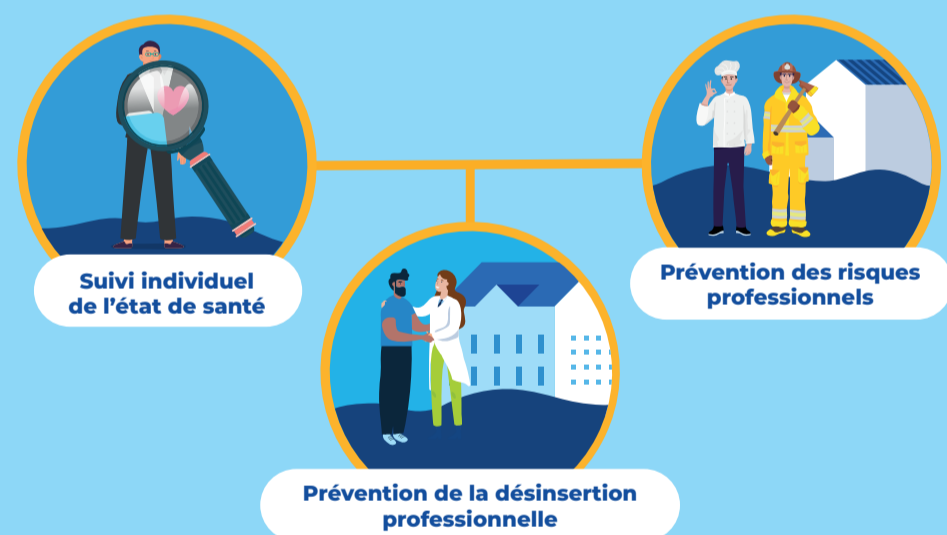 Suivi individuel
de l’état de santé
Prévention des risques
professionnels
Prévention de la désinsertion
professionnelle